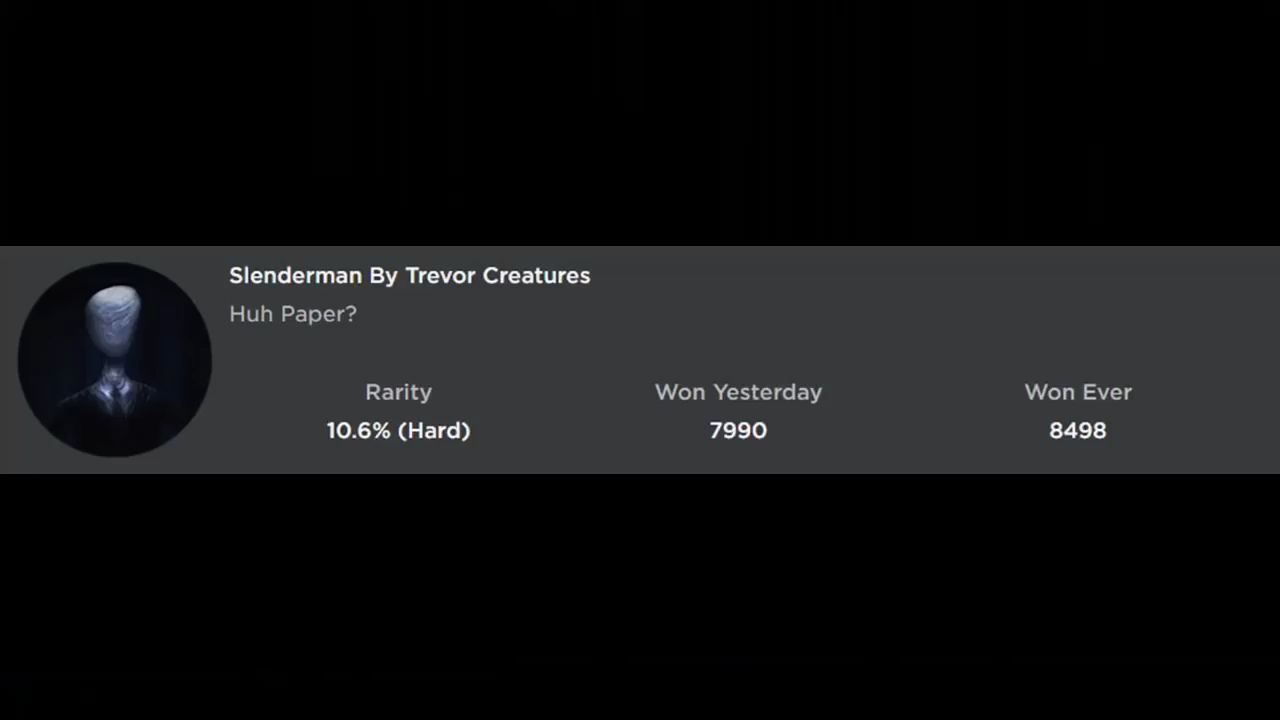 Slenderman By Trevor Creatures
Huh Paper?
Rarity Won Yesterday Won Ever
10.6% (Hard) 7990 8498